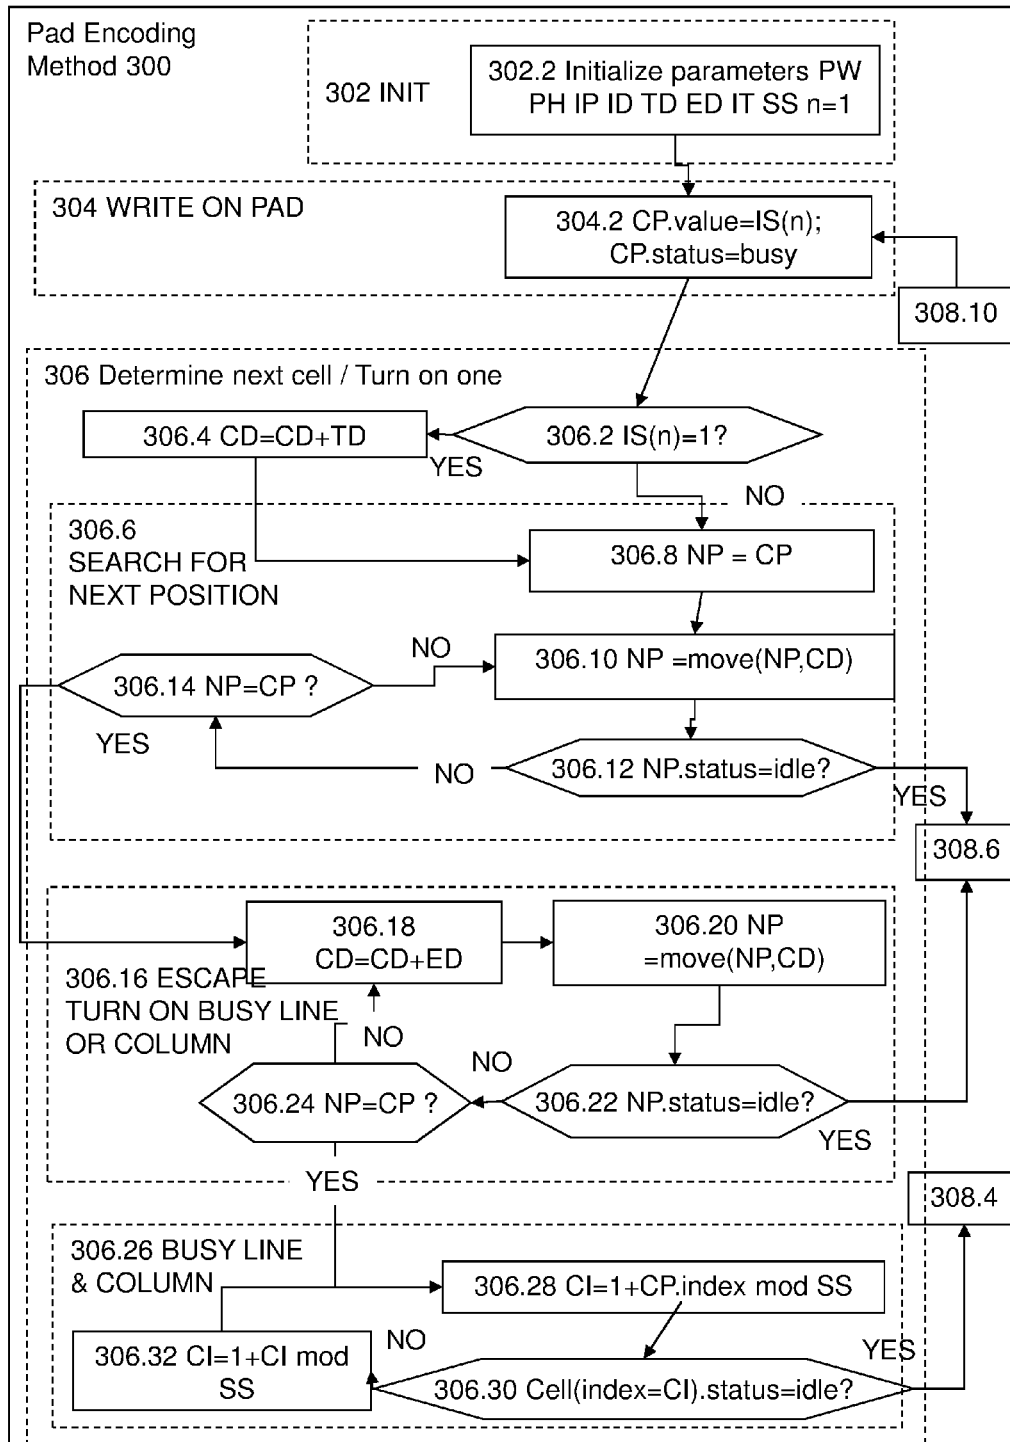 Pad Encoding
Method 300
302 INIT
302.2 Initialize parameters PW
PH IP ID TD ED IT SS n=1
304 WRITE ON PAD
304.2 CP.value=IS(n);
CP.status=busy
308.10
306 Determine next cell / Turn on one
306.4 CD=CD+TD
306.2 IS(n)=1?
YES
NO
306.6
SEARCH FOR
NEXT POSITION
306.8 NP = CP
NO
306.10 NP =move(NP,CD)
306.14 NP=CP ?
YES
NO
306.12 NP.status=idle?
YES
308.6
306.18
CD=CD+ED
306.20 NP
=move(NP,CD)
306.16 ESCAPE
TURN ON BUSY LINE
OR COLUMN
NO
NO
306.24 NP=CP ?
306.22 NP.status=idle?
YES
YES
308.4
306.26 BUSY LINE
& COLUMN
306.28 CI=1+CP.index mod SS
NO
YES
306.32 CI=1+CI mod
SS
306.30 Cell(index=CI).status=idle?